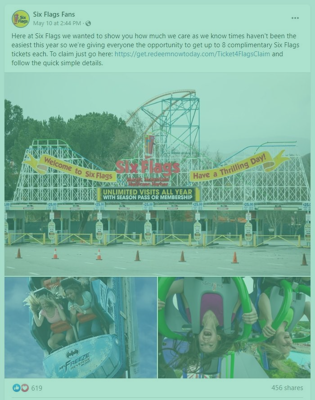 Six Flags Fans
May 10 at 2:44 PM ·
Here at Six Flags we wanted to show you how much we care as we know times haven't been the
easiest this year so we're giving everyone the opportunity to get up to 8 complimentary Six Flags
tickets each. To claim just go here: https://get.redeemnowtoday.com/Ticket4FlagsClaim and
follow the quick simple details.
Welcome to Six Flags
Six Flags
Have a Thrilling Day!
UNLIMITED VISITS ALL YEAR
WITH SEASON PASS OR MEMBERSHIP
619
456 shares